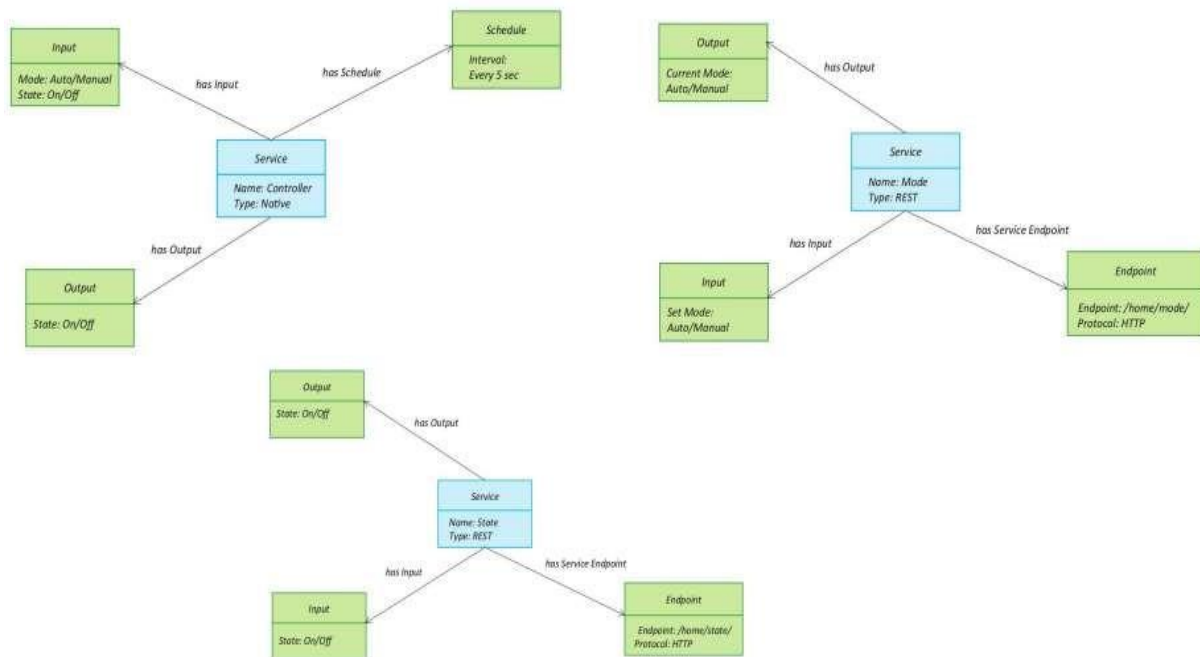 Input
Mode: Auto/Manual
State: On/Off
has Input
Schedule
Interval:
Every 5 sec
has Schedule
Service
Name: Controller
Type: Native
has Output
Output
State: On/Off
Output
Current Mode:
Auto/Manual
has Output
Service
Name: Mode
Type: REST
has Input
has Service Endpoint
Input
Set Mode:
Auto/Manual
Endpoint
Endpoint: /home/mode/
Protocal: HTTP
Output
State: On/Off
has Output
Service
Name: State
Type: REST
has Input
has Service Endpoint
Input
State: On/Off
Endpoint
Endpoint: /home/state/
Protocal: HTTP